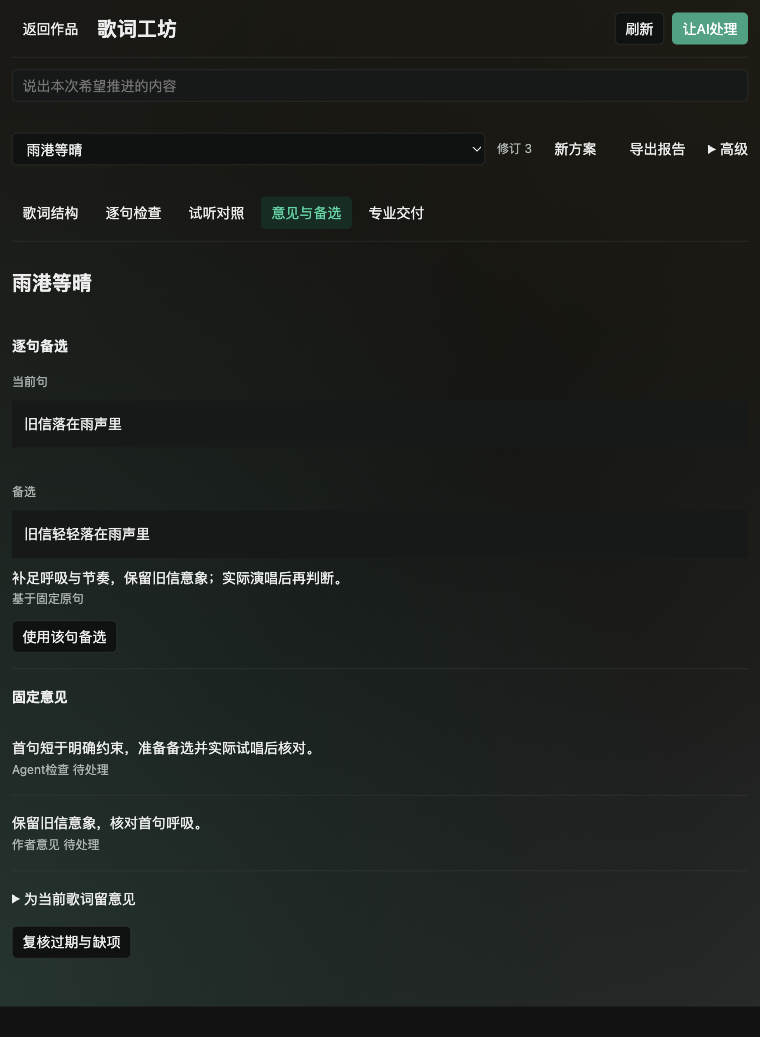 返回作品 歌词工坊 刷新 让AI处理
说出本次希望推进的内容
雨港等晴 修订 3 新方案 导出报告 ▶ 高级
歌词结构 逐句检查 试听对照 意见与备选 专业交付
雨港等晴
逐句备选
当前句
旧信落在雨声里
备选
旧信轻轻落在雨声里
补足呼吸与节奏，保留旧信意象；实际演唱后再判断。
基于固定原句
使用该句备选
固定意见
首句短于明确约束，准备备选并实际试唱后核对。
Agent检查 待处理
保留旧信意象，核对首句呼吸。
作者意见 待处理
▶ 为当前歌词留意见
复核过期与缺项